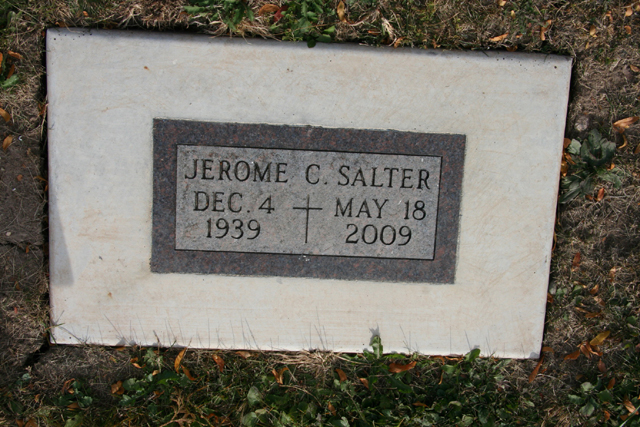 JEROME C. SALTER
DEC. 4 MAY 18
1939 2009